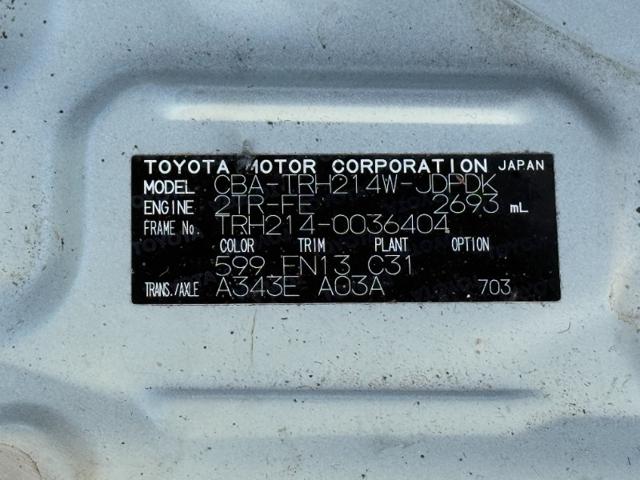 TOYOTA MOTOR CORPORATION JAPAN
MODEL CBA-TRH214W-JDPDK
ENGINE 2TR-FE 2693 mL
FRAME No. TRH214-0036404
COLOR TRIM PLANT OPTION
599 FN13 C31
TRANS./AXLE A343E A03A 703